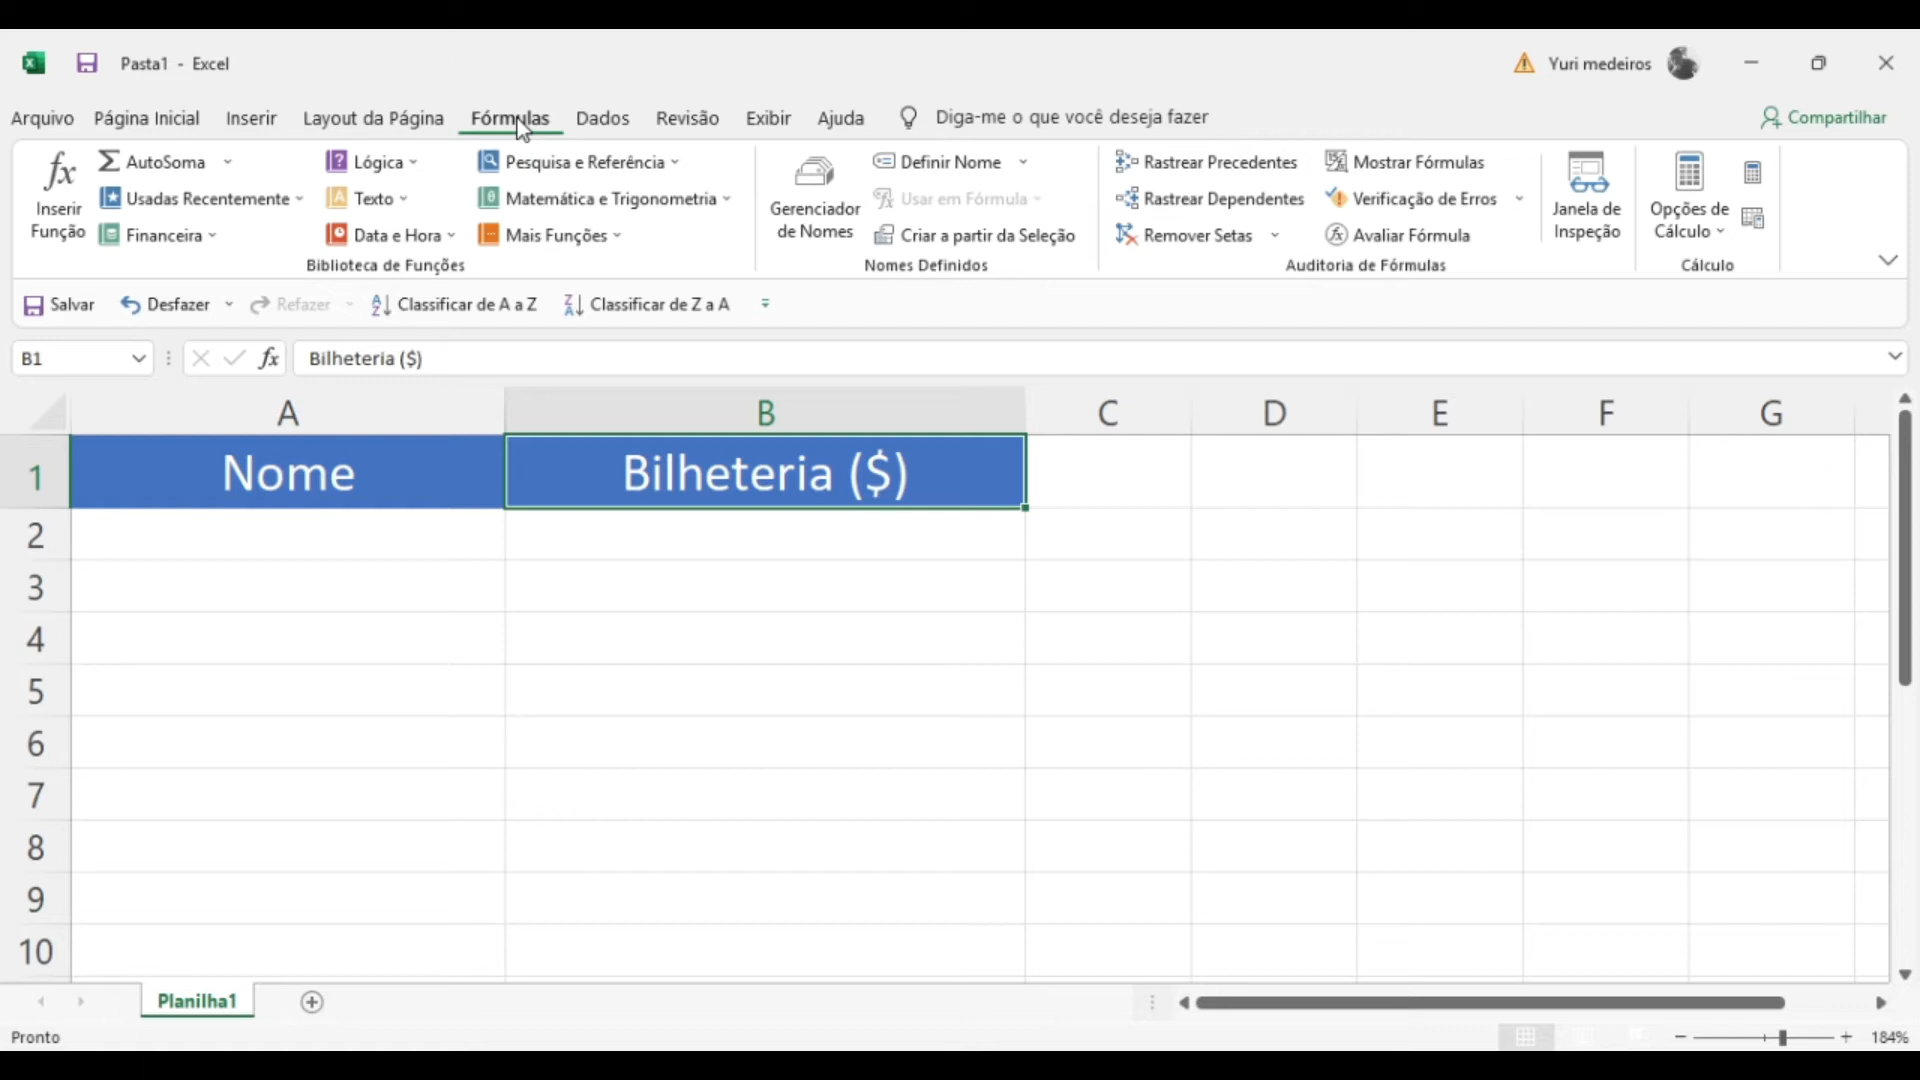 Pasta1 - Excel
Yuri medeiros
Arquivo Página Inicial Inserir Layout da Página Fórmulas Dados Revisão Exibir Ajuda Diga-me o que você deseja fazer Compartilhar
fx Inserir Função
AutoSoma
Usadas Recentemente
Financeira
Lógica
Texto
Data e Hora
Pesquisa e Referência
Matemática e Trigonometria
Mais Funções
Biblioteca de Funções
Gerenciador de Nomes
Definir Nome
Usar em Fórmula
Criar a partir da Seleção
Nomes Definidos
Rastrear Precedentes
Rastrear Dependentes
Remover Setas
Mostrar Fórmulas
Verificação de Erros
Avaliar Fórmula
Auditoria de Fórmulas
Janela de Inspeção
Opções de Cálculo
Cálculo
Salvar Desfazer Refazer Classificar de A a Z Classificar de Z a A
B1 fx Bilheteria ($)
A B C D E F G
1 Nome Bilheteria ($)
2
3
4
5
6
7
8
9
10
Planilha1
Pronto 184%